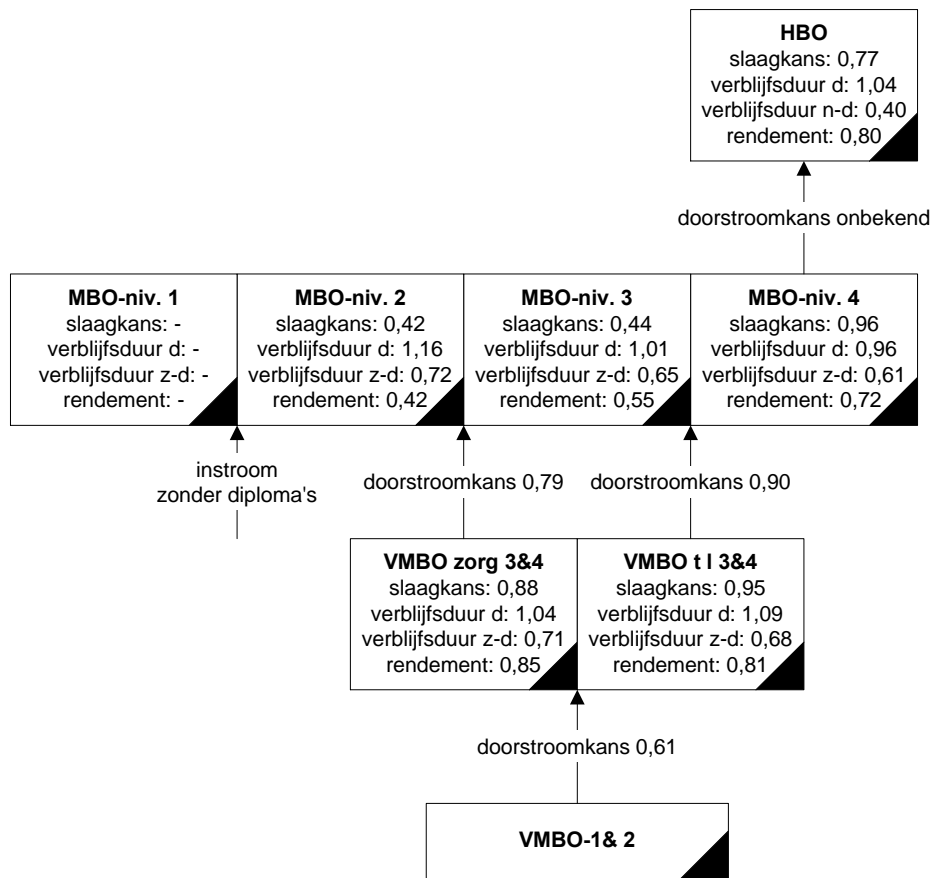 HBO
slaagkans: 0,77
verblijfsduur d: 1,04
verblijfsduur n-d: 0,40
rendement: 0,80
doorstroomkans onbekend
MBO-niv. 1
slaagkans: -
verblijfsduur d: -
verblijfsduur z-d: -
rendement: -
MBO-niv. 2
slaagkans: 0,42
verblijfsduur d: 1,16
verblijfsduur z-d: 0,72
rendement: 0,42
MBO-niv. 3
slaagkans: 0,44
verblijfsduur d: 1,01
verblijfsduur z-d: 0,65
rendement: 0,55
MBO-niv. 4
slaagkans: 0,96
verblijfsduur d: 0,96
verblijfsduur z-d: 0,61
rendement: 0,72
instroom
zonder diploma's
doorstroomkans 0,79
doorstroomkans 0,90
VMBO zorg 3&4
slaagkans: 0,88
verblijfsduur d: 1,04
verblijfsduur z-d: 0,71
rendement: 0,85
VMBO t l 3&4
slaagkans: 0,95
verblijfsduur d: 1,09
verblijfsduur z-d: 0,68
rendement: 0,81
doorstroomkans 0,61
VMBO-1& 2